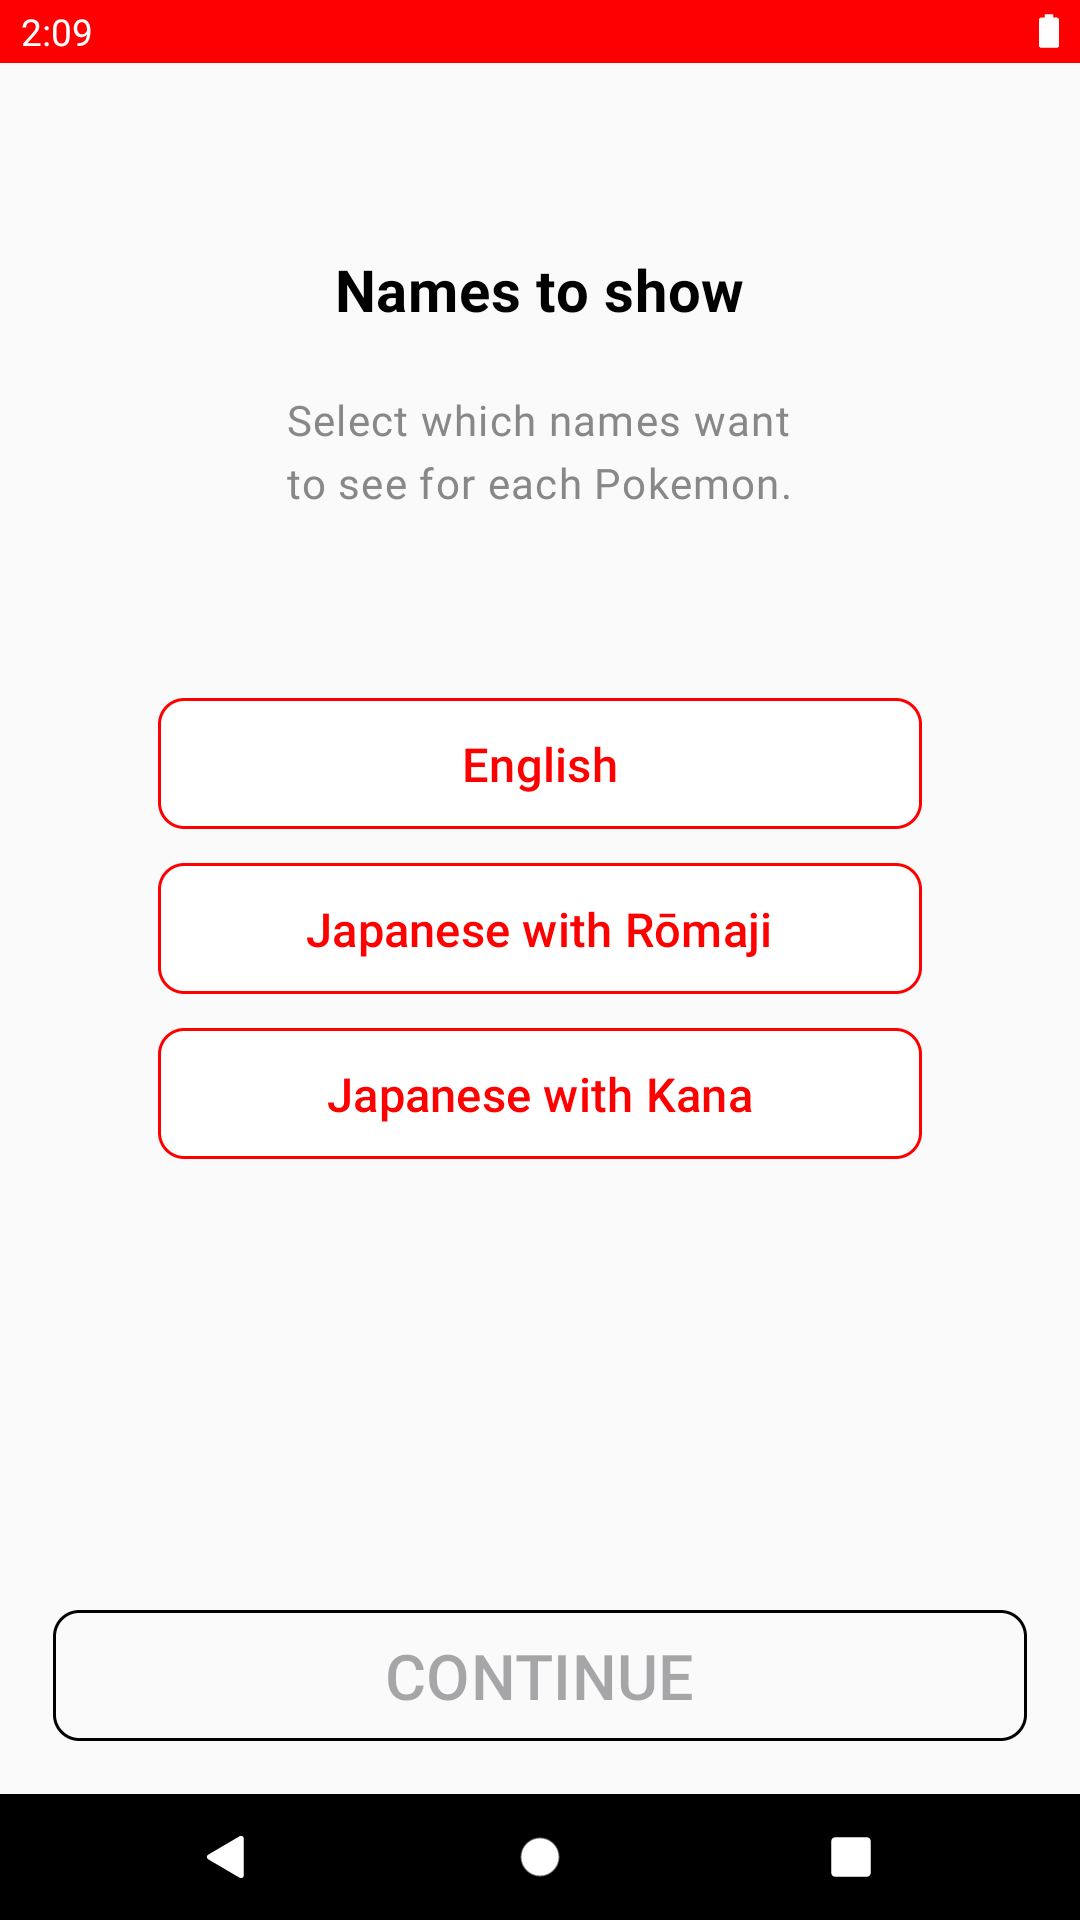 2:09
Names to show
Select which names want
to see for each Pokemon.
English
Japanese with Rōmaji
Japanese with Kana
CONTINUE